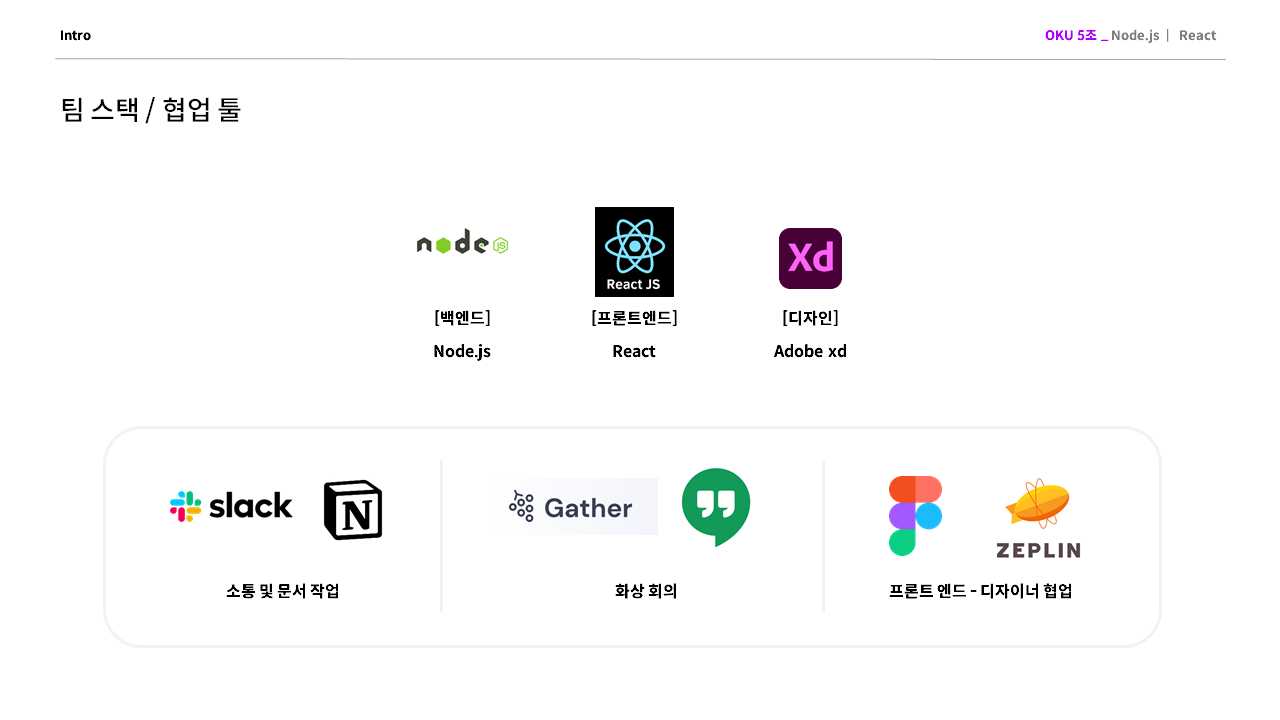 Intro
OKU 5조 _ Node.js | React
팀 스택 / 협업 툴
node JS
React JS
Xd
[백엔드]
[프론트엔드]
[디자인]
Node.js
React
Adobe xd
slack
N
Gather
ZEPLIN
소통 및 문서 작업
화상 회의
프론트 엔드 - 디자이너 협업